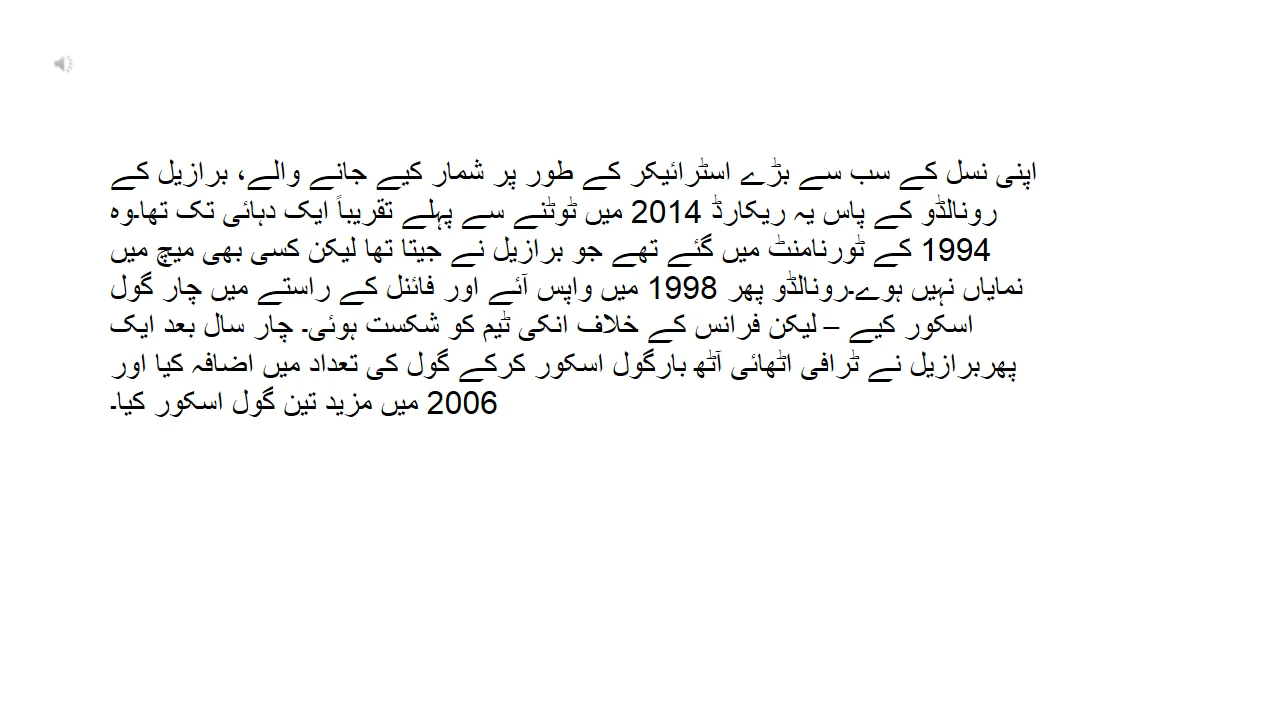 اپنی نسل کے سب سے بڑے اسٹرائیکر کے طور پر شمار کیے جانے والے، برازیل کے
رونالڈو کے پاس یہ ریکارڈ 2014 میں ٹوٹنے سے پہلے تقریباً ایک دہائی تک تھا۔وہ
1994 کے ٹورنامنٹ میں گئے تھے جو برازیل نے جیتا تھا لیکن کسی بھی میچ میں
نمایاں نہیں ہوے۔رونالڈو پھر 1998 میں واپس آئے اور فائنل کے راستے میں چار گول
اسکور کیے – لیکن فرانس کے خلاف انکی ٹیم کو شکست ہوئی۔ چار سال بعد ایک
پھربرازیل نے ٹرافی اٹھائی آٹھ بارگول اسکور کرکے گول کی تعداد میں اضافہ کیا اور
2006 میں مزید تین گول اسکور کیا۔